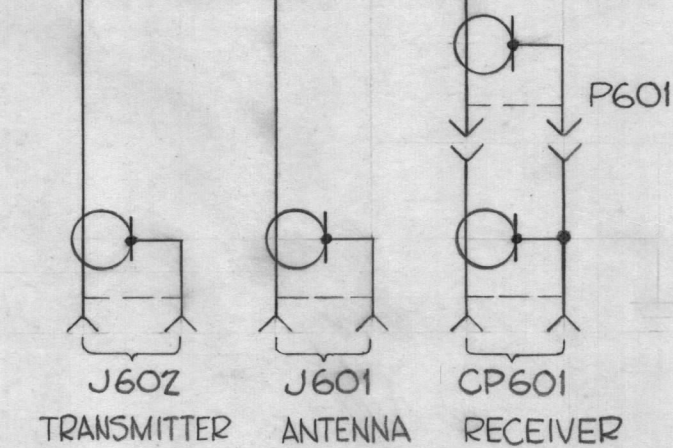 P601
J602
J601
CP601
TRANSMITTER
ANTENNA
RECEIVER